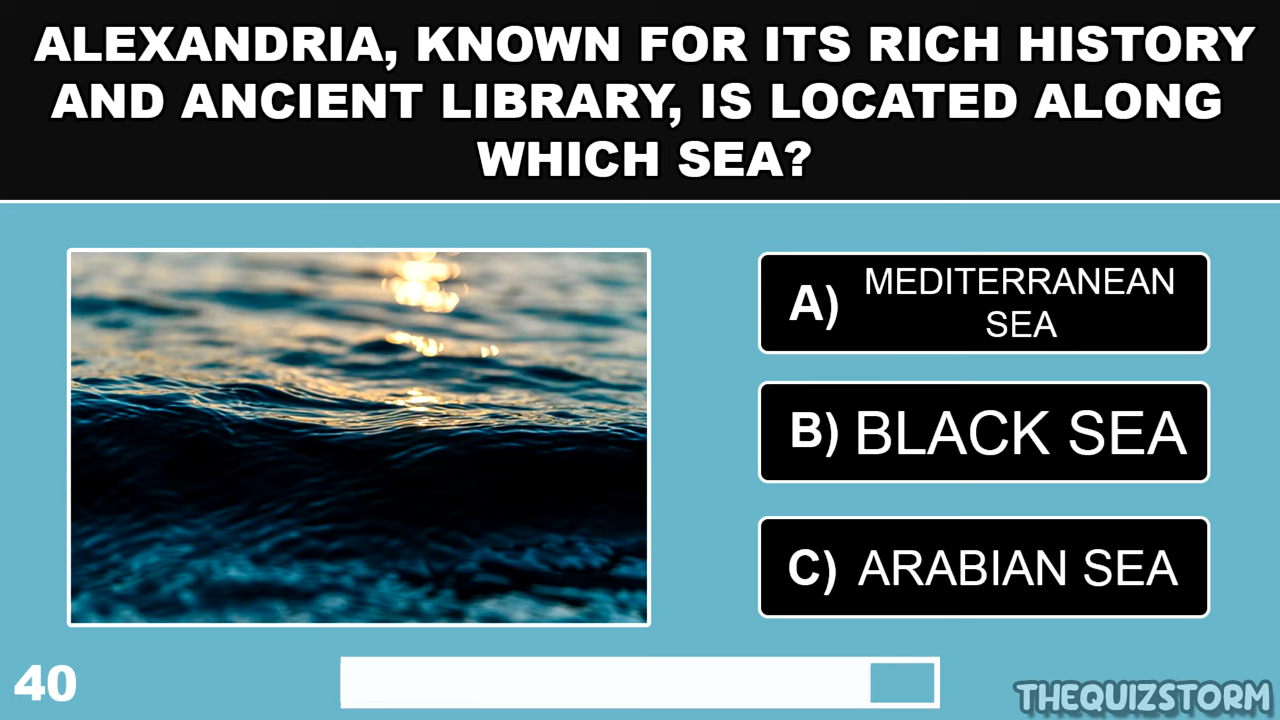 ALEXANDRIA, KNOWN FOR ITS RICH HISTORY
AND ANCIENT LIBRARY, IS LOCATED ALONG
WHICH SEA?
A) MEDITERRANEAN
SEA
B) BLACK SEA
C) ARABIAN SEA
40
THEQUIZSTORM